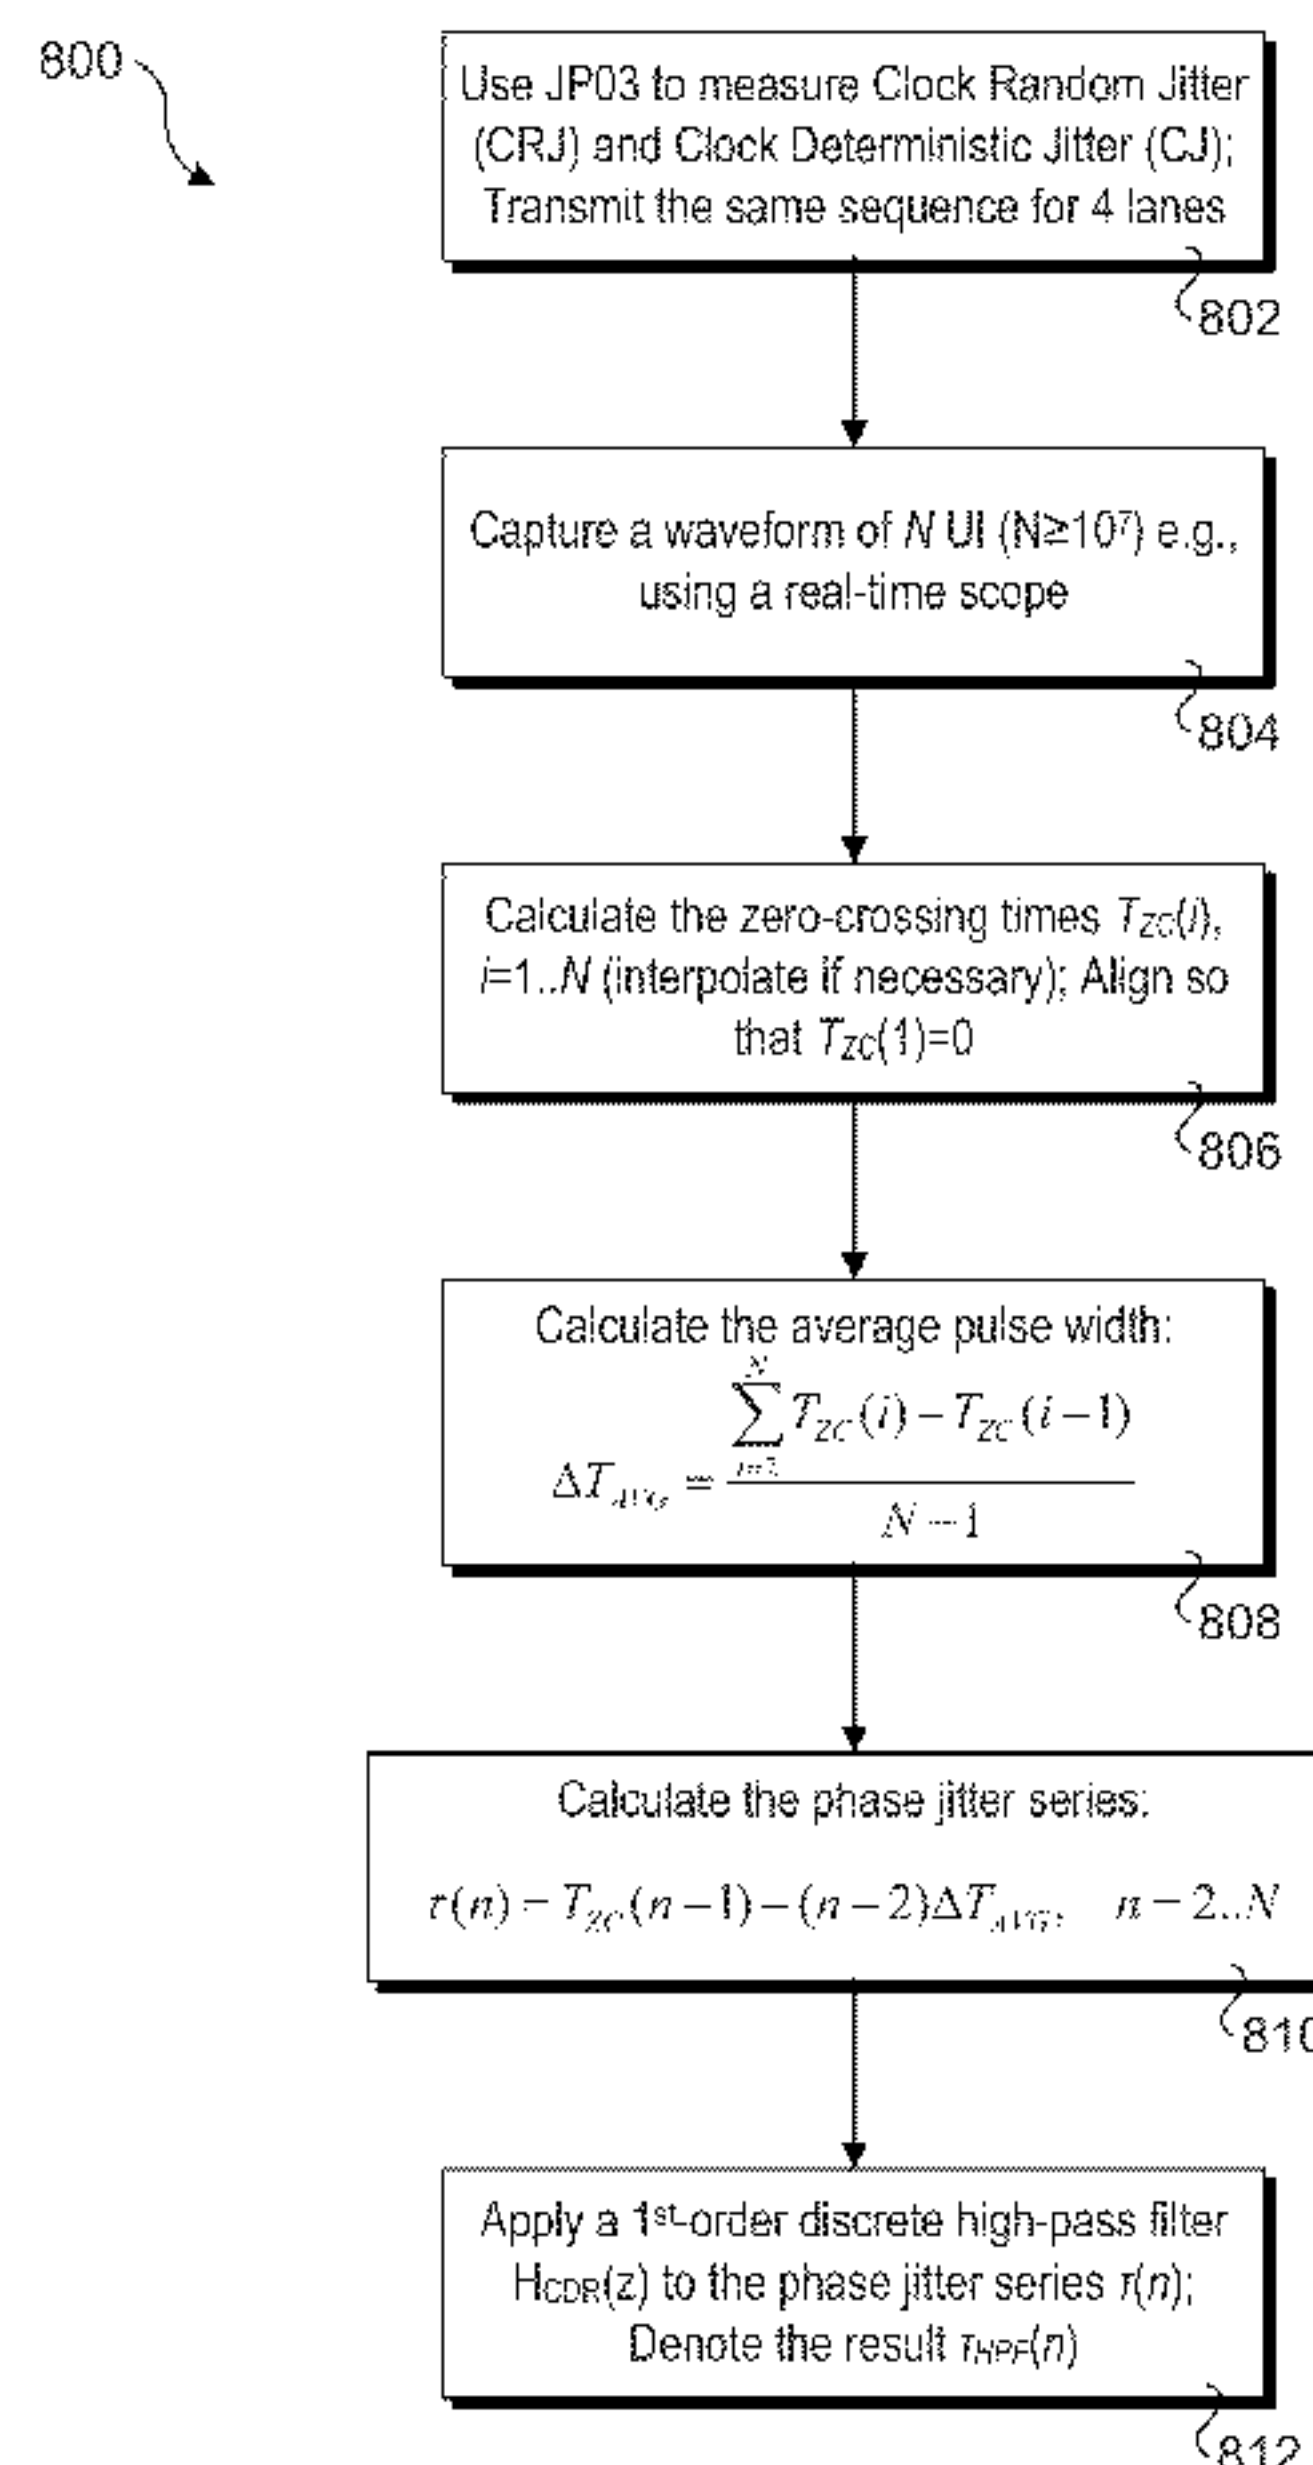 800
Use JP03 to measure Clock Random Jitter
(CRJ) and Clock Deterministic Jitter (CJ);
Transmit the same sequence for 4 lanes
802
Capture a waveform of N UI (N≥10⁷) e.g.,
using a real-time scope
804
Calculate the zero-crossing times T_ZC(i),
i=1..N (interpolate if necessary); Align so
that T_ZC(1)=0
806
Calculate the average pulse width:
ΔT_AVG = \frac{\sum_{i=2}^{N} T_ZC(i) − T_ZC(i−1)}{N−1}
808
Calculate the phase jitter series:
τ(n) = T_ZC(n−1) − (n−2)ΔT_AVG, n = 2..N
810
Apply a 1st-order discrete high-pass filter
H_CDR(z) to the phase jitter series τ(n);
Denote the result τ_HPF(n)
812